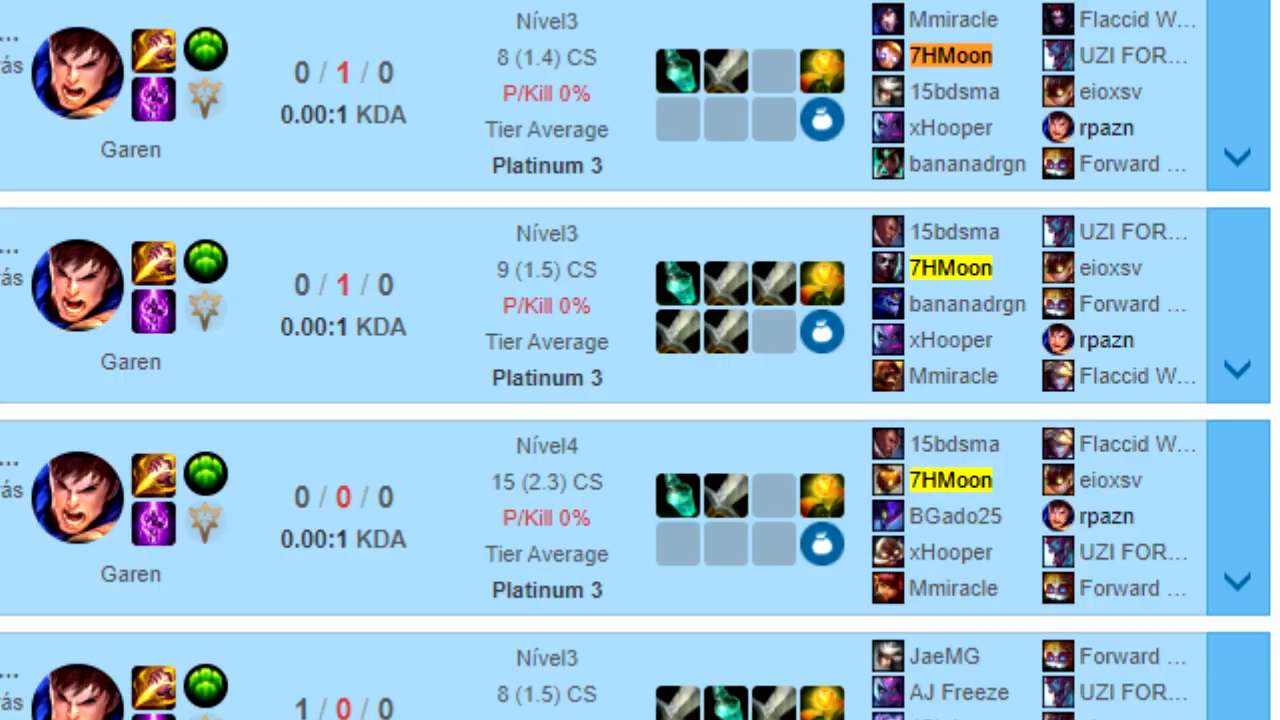 ...
ás
Garen
0 / 1 / 0
0.00:1 KDA
Nível3
8 (1.4) CS
P/Kill 0%
Tier Average
Platinum 3
Mmiracle
7HMoon
15bdsma
xHooper
bananadrgn
Flaccid W...
UZI FOR...
eioxsv
rpazn
Forward ...
...
ás
Garen
0 / 1 / 0
0.00:1 KDA
Nível3
9 (1.5) CS
P/Kill 0%
Tier Average
Platinum 3
15bdsma
7HMoon
bananadrgn
xHooper
Mmiracle
UZI FOR...
eioxsv
Forward ...
rpazn
Flaccid W...
...
rás
Garen
0 / 0 / 0
0.00:1 KDA
Nível4
15 (2.3) CS
P/Kill 0%
Tier Average
Platinum 3
15bdsma
7HMoon
BGado25
xHooper
Mmiracle
Flaccid W...
eioxsv
rpazn
UZI FOR...
Forward ...
...
rás
1 / 0 / 0
Nível3
8 (1.5) CS
JaeMG
AJ Freeze
Forward ...
UZI FOR...